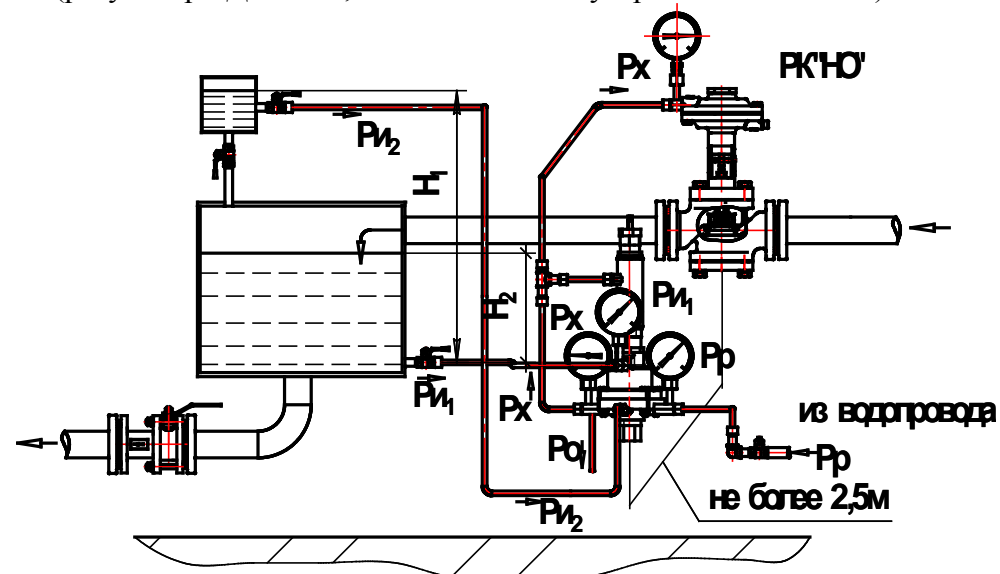 Рх
РК"НО"
Ри₂
Н₁
Н₂
Ри₁
Рх
Рр
Ри₁
Рх
из водопровода
Ро
Рр
не более 2,5м
Ри₂